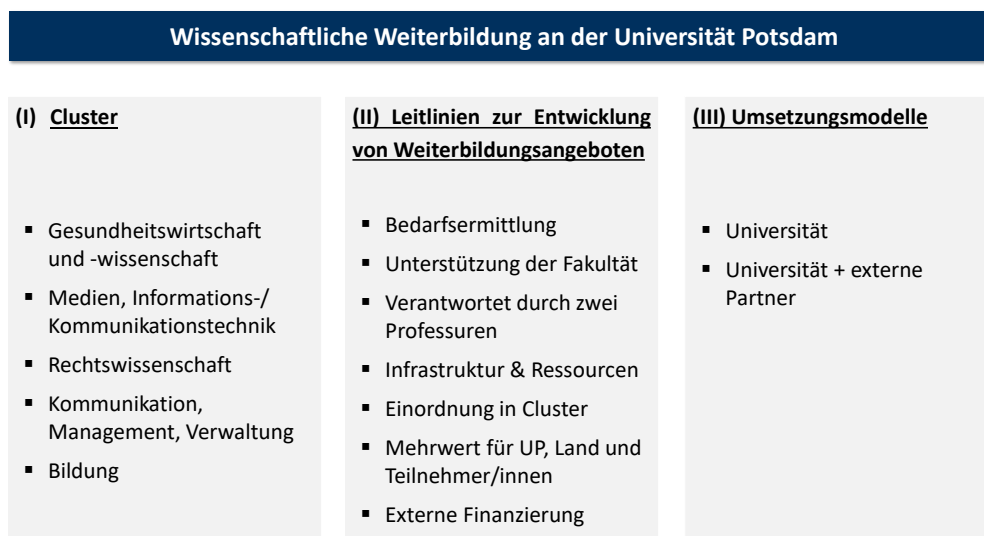 Wissenschaftliche Weiterbildung an der Universität Potsdam
(I) Cluster
▪ Gesundheitswirtschaft
und -wissenschaft
▪ Medien, Informations-/
Kommunikationstechnik
▪ Rechtswissenschaft
▪ Kommunikation,
Management, Verwaltung
▪ Bildung
(II) Leitlinien zur Entwicklung
von Weiterbildungsangeboten
▪ Bedarfsermittlung
▪ Unterstützung der Fakultät
▪ Verantwortet durch zwei
Professuren
▪ Infrastruktur & Ressourcen
▪ Einordnung in Cluster
▪ Mehrwert für UP, Land und
Teilnehmer/innen
▪ Externe Finanzierung
(III) Umsetzungsmodelle
▪ Universität
▪ Universität + externe
Partner